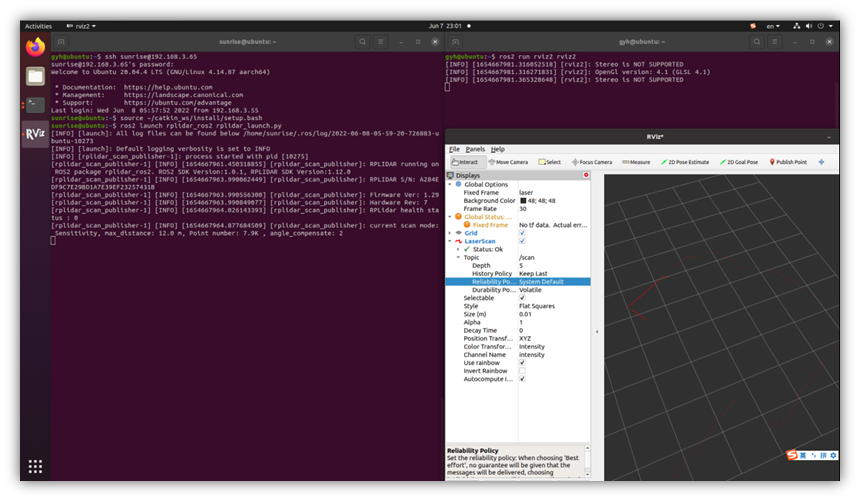 Activities
rviz2
Jun 7 23:01
en
sunrise@ubuntu: ~
gyh@ubuntu:~$ ssh sunrise@192.168.3.65
sunrise@192.168.3.65's password:
Welcome to Ubuntu 20.04.4 LTS (GNU/Linux 4.14.87 aarch64)
* Documentation: https://help.ubuntu.com
* Management: https://landscape.canonical.com
* Support: https://ubuntu.com/advantage
Last login: Wed Jun 8 05:57:52 2022 from 192.168.3.55
sunrise@ubuntu:~$ source ~/catkin_ws/install/setup.bash
sunrise@ubuntu:~$ ros2 launch rplidar_ros2 rplidar_launch.py
[INFO] [launch]: All log files can be found below /home/sunrise/.ros/log/2022-06-08-05-59-20-726883-u
buntu-10273
[INFO] [launch]: Default logging verbosity is set to INFO
[INFO] [rplidar_scan_publisher-1]: process started with pid [10275]
[rplidar_scan_publisher-1] [INFO] [1654667961.450318855] [rplidar_scan_publisher]: RPLIDAR running on
ROS2 package rplidar_ros2. ROS2 SDK Version:1.0.1, RPLIDAR SDK Version:1.12.0
[rplidar_scan_publisher-1] [INFO] [1654667963.990062449] [rplidar_scan_publisher]: RPLIDAR S/N: A284E
DF9C7E29BD1A7E39EF23257431B
[rplidar_scan_publisher-1] [INFO] [1654667963.990556300] [rplidar_scan_publisher]: Firmware Ver: 1.29
[rplidar_scan_publisher-1] [INFO] [1654667963.990849077] [rplidar_scan_publisher]: Hardware Rev: 7
[rplidar_scan_publisher-1] [INFO] [1654667964.026143393] [rplidar_scan_publisher]: RPLidar health sta
tus : 0
[rplidar_scan_publisher-1] [INFO] [1654667964.877684509] [rplidar_scan_publisher]: current scan mode:
Sensitivity, max_distance: 12.0 m, Point number: 7.9K , angle_compensate: 2
gyh@ubuntu: ~
gyh@ubuntu:~$ ros2 run rviz2 rviz2
[INFO] [1654667981.316052518] [rviz2]: Stereo is NOT SUPPORTED
[INFO] [1654667981.316271831] [rviz2]: OpenGl version: 4.1 (GLSL 4.1)
[INFO] [1654667981.365328648] [rviz2]: Stereo is NOT SUPPORTED
RViz
RViz*
File Panels Help
Interact Move Camera Select Focus Camera Measure 2D Pose Estimate 2D Goal Pose Publish Point
Displays
Global Options
Fixed Frame laser
Background Color 48; 48; 48
Frame Rate 30
Global Status: ...
Fixed Frame No tf data. Actual err...
Grid
LaserScan
Status: Ok
Topic /scan
Depth 5
History Policy Keep Last
Reliability Po... System Default
Durability Po... Volatile
Selectable
Style Flat Squares
Size (m) 0.01
Alpha 1
Decay Time 0
Position Transf... XYZ
Color Transfor... Intensity
Channel Name intensity
Use rainbow
Invert Rainbow
Autocompute I...
Reliability Policy
Set the reliability policy: When choosing 'Best
effort', no guarantee will be given that the
messages will be delivered, choosing
英
拼